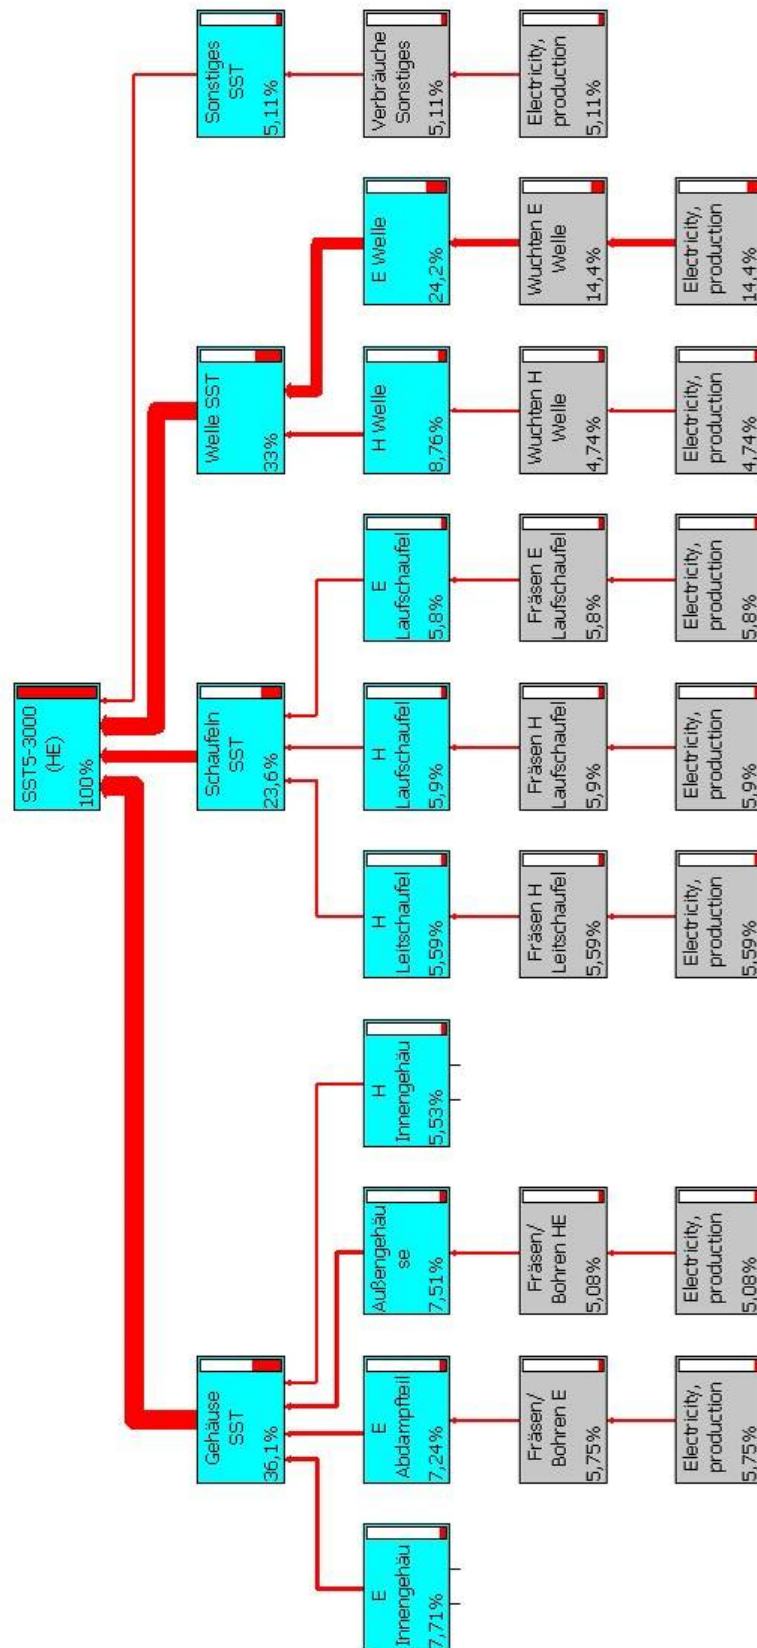 SST5-3000
(HE)
100%
Gehäuse
SST
36,1%
Schaufeln
SST
23,6%
Welle SST
33%
Sonstiges
SST
5,11%
E
Innengehäu
7,71%
E
Abdampfteil
7,24%
Außengehäu
se
7,51%
H
Innengehäu
5,53%
H
Leitschaufel
5,59%
H
Laufschaufel
5,9%
E
Laufschaufel
5,8%
H Welle
8,76%
E Welle
24,2%
Verbräuche
Sonstiges
5,11%
Fräsen/
Bohren E
5,75%
Fräsen/
Bohren HE
5,08%
Fräsen H
Leitschaufel
5,59%
Fräsen H
Laufschaufel
5,9%
Fräsen E
Laufschaufel
5,8%
Wuchten H
Welle
4,74%
Wuchten E
Welle
14,4%
Electricity,
production
5,11%
Electricity,
production
5,75%
Electricity,
production
5,08%
Electricity,
production
5,59%
Electricity,
production
5,9%
Electricity,
production
5,8%
Electricity,
production
4,74%
Electricity,
production
14,4%